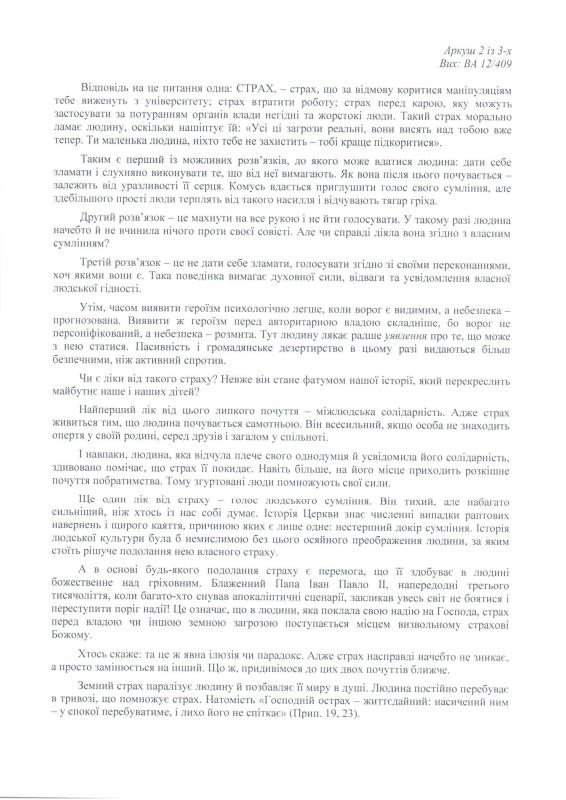 Аркуш 2 із 3-х
Вих: ВА 12/409
Відповідь на це питання одна: СТРАХ, – страх, що за відмову коритися маніпуляціям
тебе виженуть з університету; страх втратити роботу; страх перед карою, яку можуть
застосувати за потуранням органів влади негідні та жорстокі люди. Такий страх морально
ламає людину, оскільки нашіптує їй: «Усі ці загрози реальні, вони висять над тобою вже
тепер. Ти маленька людина, ніхто тебе не захистить – тобі краще підкоритися».
Таким є перший із можливих розв’язків, до якого може вдатися людина: дати себе
зламати і слухняно виконувати те, що від неї вимагають. Як вона після цього почувається –
залежить від уразливості її серця. Комусь вдається приглушити голос свого сумління, але
здебільшого прості люди терплять від такого насилля і відчувають тягар гріха.
Другий розв’язок – це махнути на все рукою і не йти голосувати. У такому разі людина
начебто й не вчинила нічого проти своєї совісті. Але чи справді діяла вона згідно з власним
сумлінням?
Третій розв’язок – це не дати себе зламати, голосувати згідно зі своїми переконаннями,
хоч якими вони є. Така поведінка вимагає духовної сили, відваги та усвідомлення власної
людської гідності.
Утім, часом виявити героїзм психологічно легше, коли ворог є видимим, а небезпека –
прогнозована. Виявити ж героїзм перед авторитарною владою складніше, бо ворог не
персоніфікований, а небезпека – розмита. Тут людину лякає радше уявлення про те, що може
з нею статися. Пасивність і громадянське дезертирство в цьому разі видаються більш
безпечними, ніж активний спротив.
Чи є ліки від такого страху? Невже він стане фатумом нашої історії, який перекреслить
майбутнє наше і наших дітей?
Найперший лік від цього липкого почуття – міжлюдська солідарність. Адже страх
живиться тим, що людина почувається самотньою. Він всесильний, якщо особа не знаходить
опертя у своїй родині, серед друзів і загалом у спільноті.
І навпаки, людина, яка відчула плече свого однодумця й усвідомила його солідарність,
здивовано помічає, що страх її покидає. Навіть більше, на його місце приходить розкішне
почуття побратимства. Тому згуртовані люди помножують свої сили.
Ще один лік від страху – голос людського сумління. Він тихий, але набагато
сильніший, ніж хтось із нас собі думає. Історія Церкви знає численні випадки раптових
навернень і щирого каяття, причиною яких є лише одне: нестерпний докір сумління. Історія
людської культури була б немислимою без цього осяйного преображення людини, за яким
стоїть рішуче подолання нею власного страху.
А в основі будь-якого подолання страху є перемога, що її здобуває в людині
божественне над гріховним. Блаженний Папа Іван Павло ІІ, напередодні третього
тисячоліття, коли багато-хто снував апокаліптичні сценарії, закликав увесь світ не боятися і
переступити поріг надії! Це означає, що в людини, яка поклала свою надію на Господа, страх
перед владою чи іншою земною загрозою поступається місцем визвольному страхові
Божому.
Хтось скаже: та це ж явна ілюзія чи парадокс. Адже страх насправді начебто не зникає,
а просто замінюється на інший. Що ж, придивімося до цих двох почуттів ближче.
Земний страх паралізує людину й позбавляє її миру в душі. Людина постійно перебуває
в тривозі, що помножує страх. Натомість «Господній острах – життєдайний: насичений ним
– у спокої перебуватиме, і лихо його не спіткає» (Прип. 19, 23).